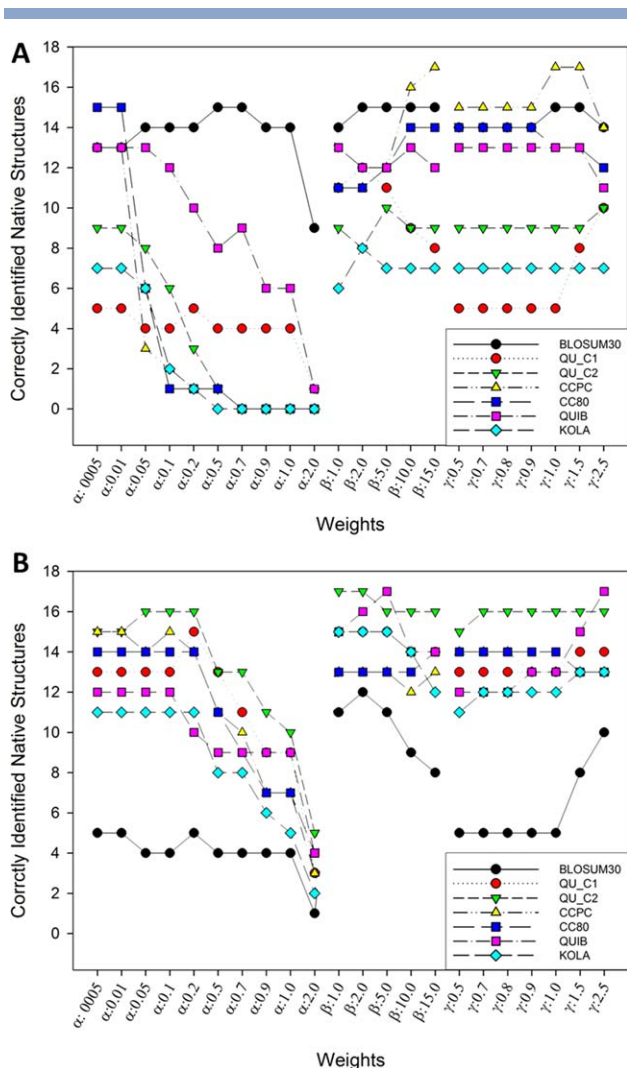 A
18
16
14
12
10
8
6
4
2
0
Correctly Identified Native Structures
BLOSUM30
QU_C1
QU_C2
CCPC
CC80
QUIB
KOLA
α: 0005
α:0.01
α:0.05
α:0.1
α:0.2
α:0.5
α:0.7
α:0.9
α:1.0
α:2.0
β:1.0
β:2.0
β:5.0
β:10.0
β:15.0
γ:0.5
γ:0.7
γ:0.8
γ:0.9
γ:1.0
γ:1.5
γ:2.5
Weights
B
18
16
14
12
10
8
6
4
2
0
Corrctly Identified Native Structures
BLOSUM30
QU_C1
QU_C2
CCPC
CC80
QUIB
KOLA
α: 0005
α:0.01
α:0.05
α:0.1
α:0.2
α:0.5
α:0.7
α:0.9
α:1.0
α:2.0
β:1.0
β:2.0
β:5.0
β:10.0
β:15.0
γ:0.5
γ:0.7
γ:0.8
γ:0.9
γ:1.0
γ:1.5
γ:2.5
Weights